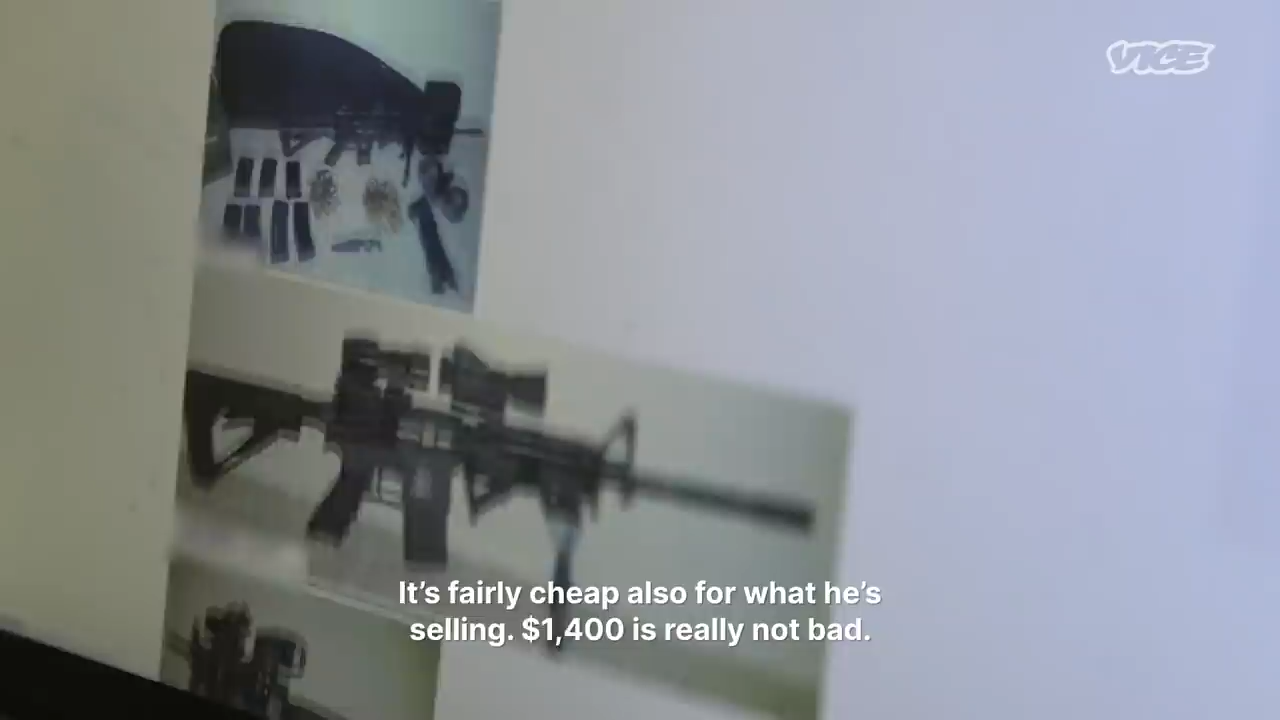 VICE
It's fairly cheap also for what he's
selling. $1,400 is really not bad.